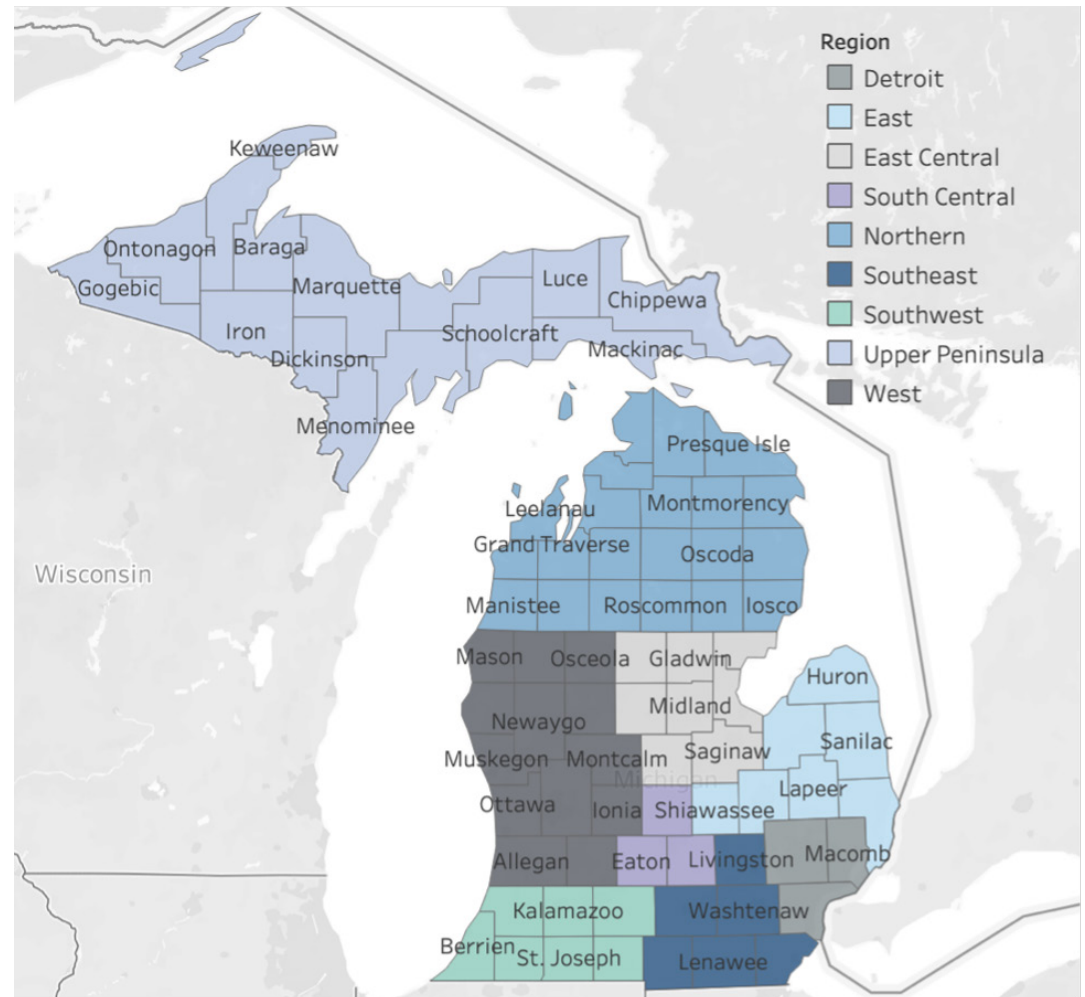 Region
Detroit
East
East Central
South Central
Northern
Southeast
Southwest
Upper Peninsula
West
Keweenaw
Ontonagon
Baraga
Gogebic
Marquette
Luce
Chippewa
Iron
Schoolcraft
Dickinson
Mackinac
Menominee
Presque Isle
Leelanau
Montmorency
Grand Traverse
Oscoda
Wisconsin
Manistee
Roscommon
Iosco
Mason
Osceola
Gladwin
Huron
Midland
Newaygo
Sanilac
Muskegon
Montcalm
Saginaw
Michigan
Lapeer
Ottawa
Ionia
Shiawassee
Allegan
Eaton
Livingston
Macomb
Kalamazoo
Washtenaw
Berrien
St. Joseph
Lenawee